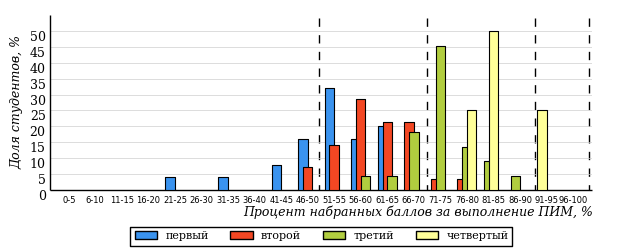 Доля студентов, %
50
45
40
35
30
25
20
15
10
5
0
0-5 6-10 11-15 16-20 21-25 26-30 31-35 36-40 41-45 46-50 51-55 56-60 61-65 66-70 71-75 76-80 81-85 86-90 91-95 96-100
Процент набранных баллов за выполнение ПИМ, %
первый второй третий четвертый